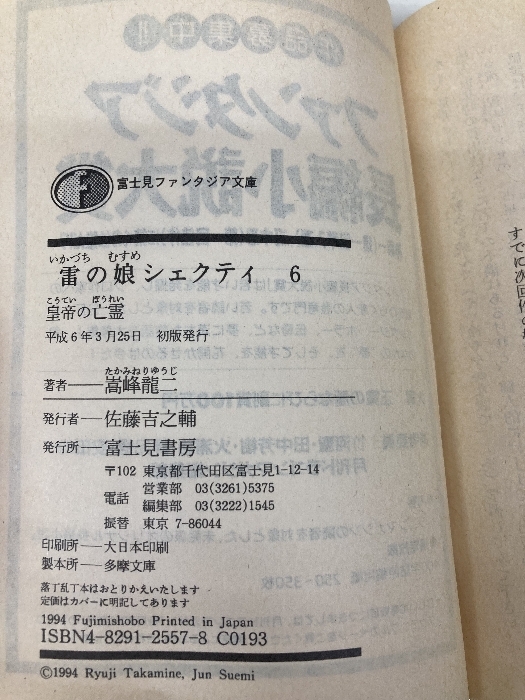 富士見ファンタジア文庫
いかづち むすめ
雷の娘シェクティ 6
こうてい ぼうれい
皇帝の亡霊
平成6年3月25日 初版発行
たかみねりゅうじ
著者──嵩峰龍二
発行者─佐藤吉之輔
発行所─富士見書房
〒102 東京都千代田区富士見1-12-14
電話 営業部 03(3261)5375
編集部 03(3222)1545
振替 東京 7-86044
印刷所─大日本印刷
製本所─多摩文庫
落丁乱丁本はおとりかえいたします
定価はカバーに明記してあります
1994 Fujimishobo Printed in Japan
ISBN4-8291-2557-8 C0193
©1994 Ryuji Takamine, Jun Suemi
すでに次回作の